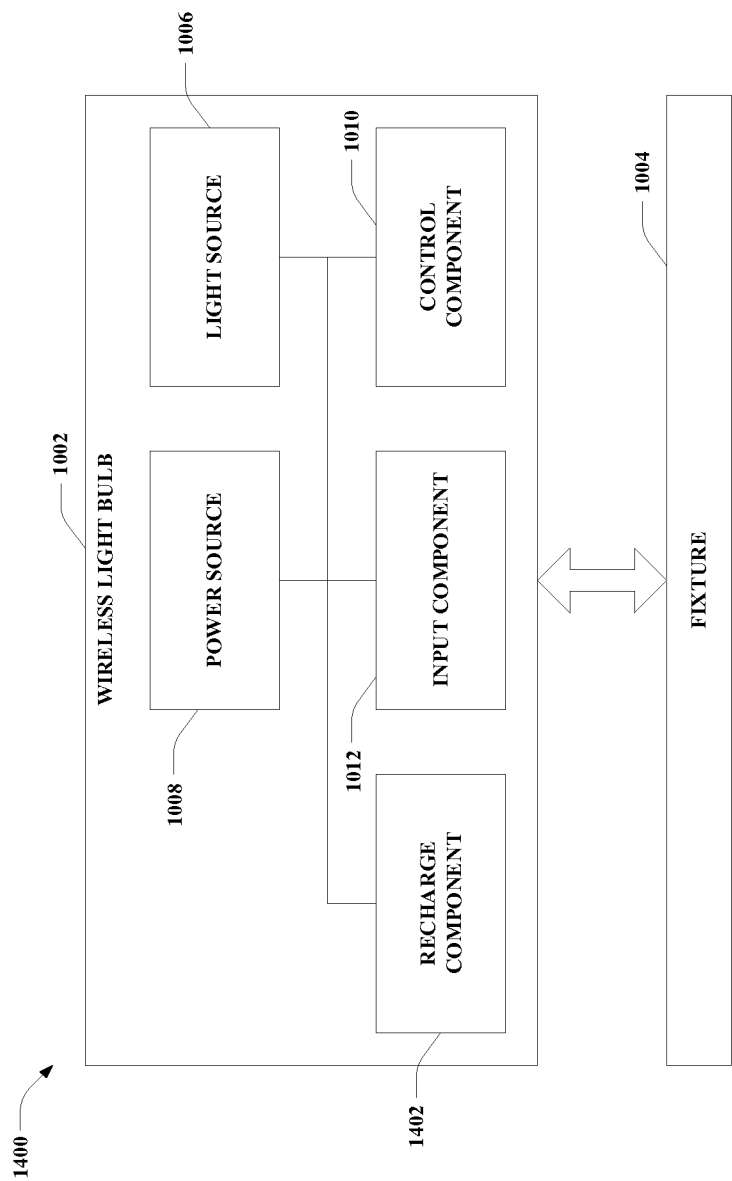 1400
1002
WIRELESS LIGHT BULB
1008
POWER SOURCE
1006
LIGHT SOURCE
1402
RECHARGE
COMPONENT
1012
INPUT COMPONENT
1010
CONTROL
COMPONENT
1004
FIXTURE